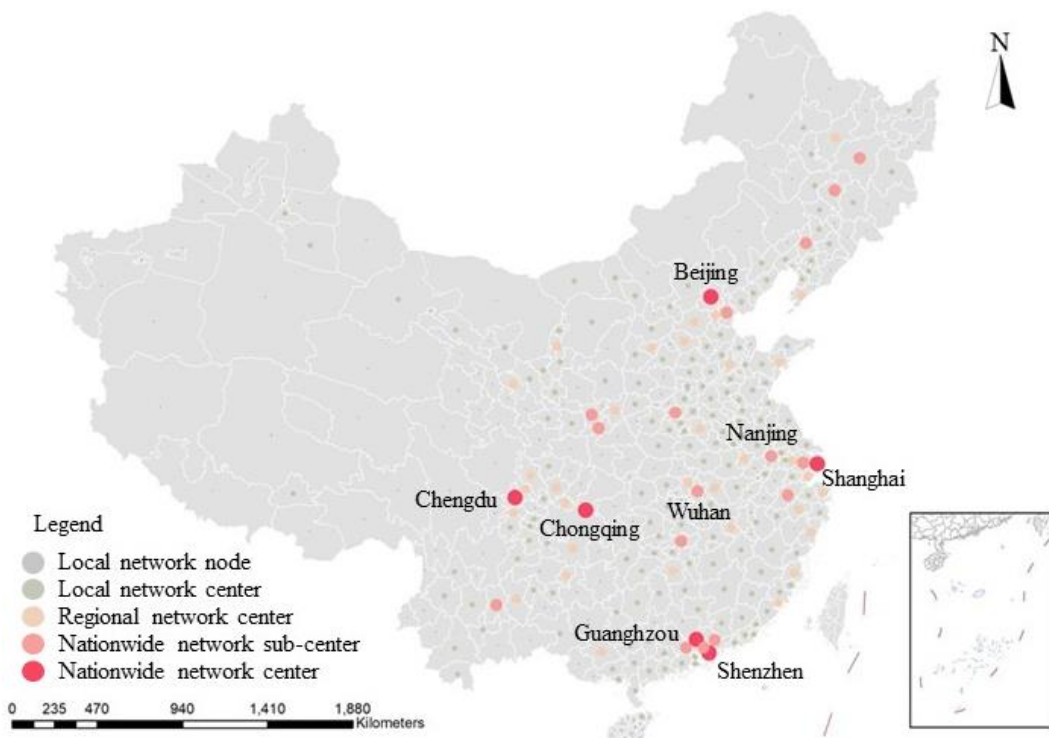 N
Beijing
Nanjing
Shanghai
Chengdu
Wuhan
Chongqing
Guanghzou
Shenzhen
Legend
Local network node
Local network center
Regional network center
Nationwide network sub-center
Nationwide network center
0 235 470 940 1,410 1,880
Kilometers